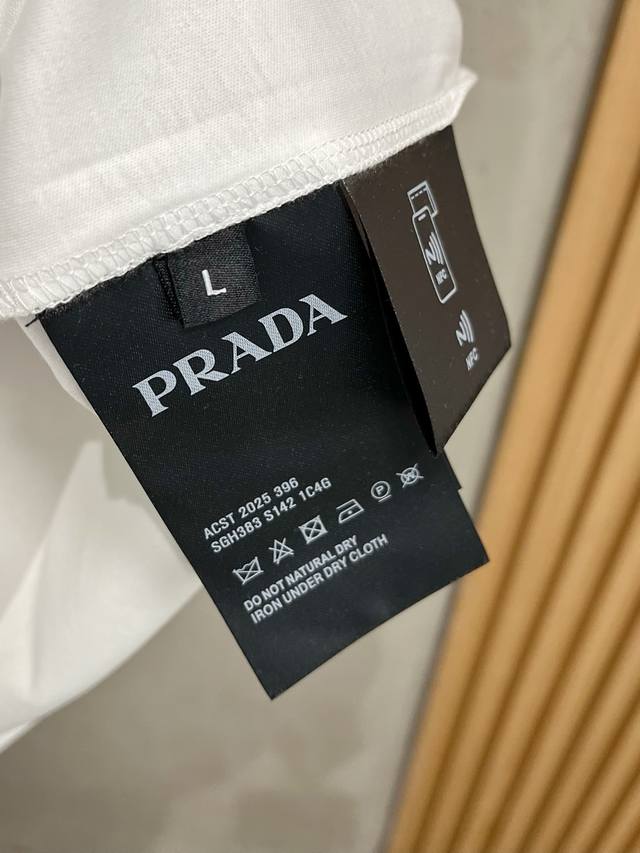 L
PRADA
ACST 2025 396
SGH383 S142 1C4G
P
W
DO NOT NATURAL DRY
IRON UNDER DRY CLOTH
N
NFC
N
NFC